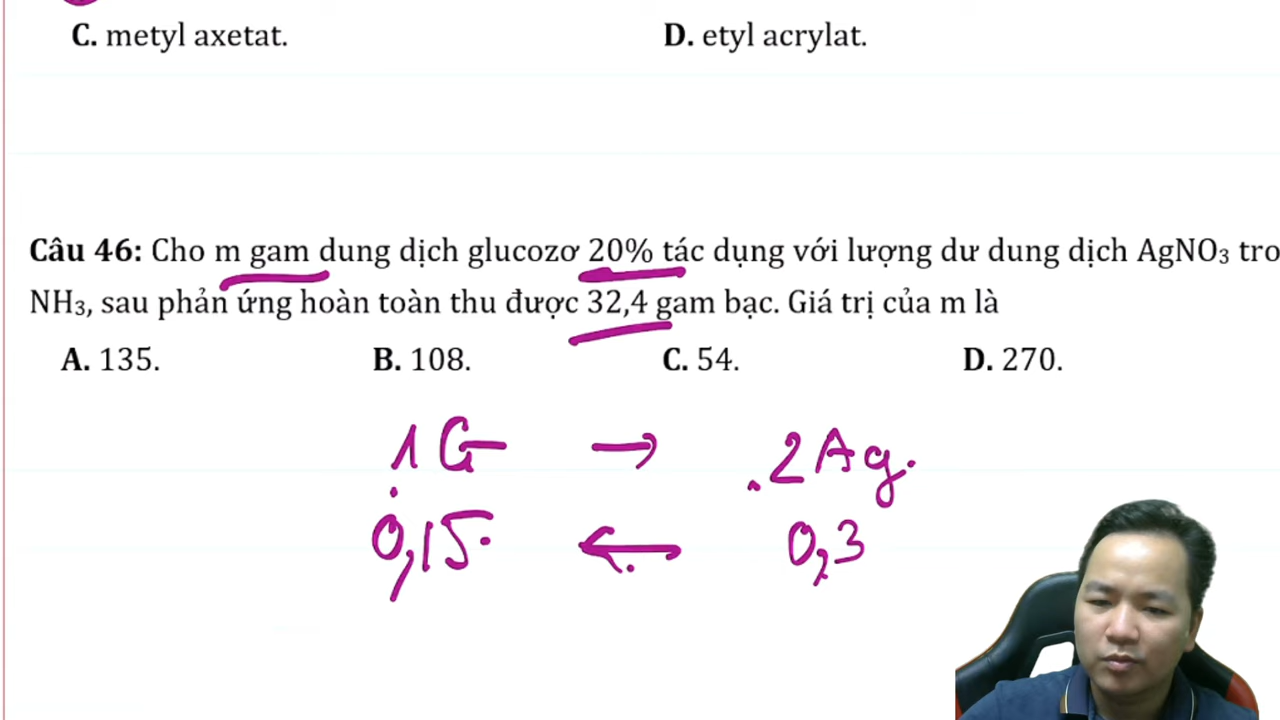 C. metyl axetat. D. etyl acrylat.
Câu 46: Cho m gam dung dịch glucozơ 20% tác dụng với lượng dư dung dịch AgNO₃ tro
NH₃, sau phản ứng hoàn toàn thu được 32,4 gam bạc. Giá trị của m là
A. 135. B. 108. C. 54. D. 270.
1G → 2Ag.
0,15 ← 0,3